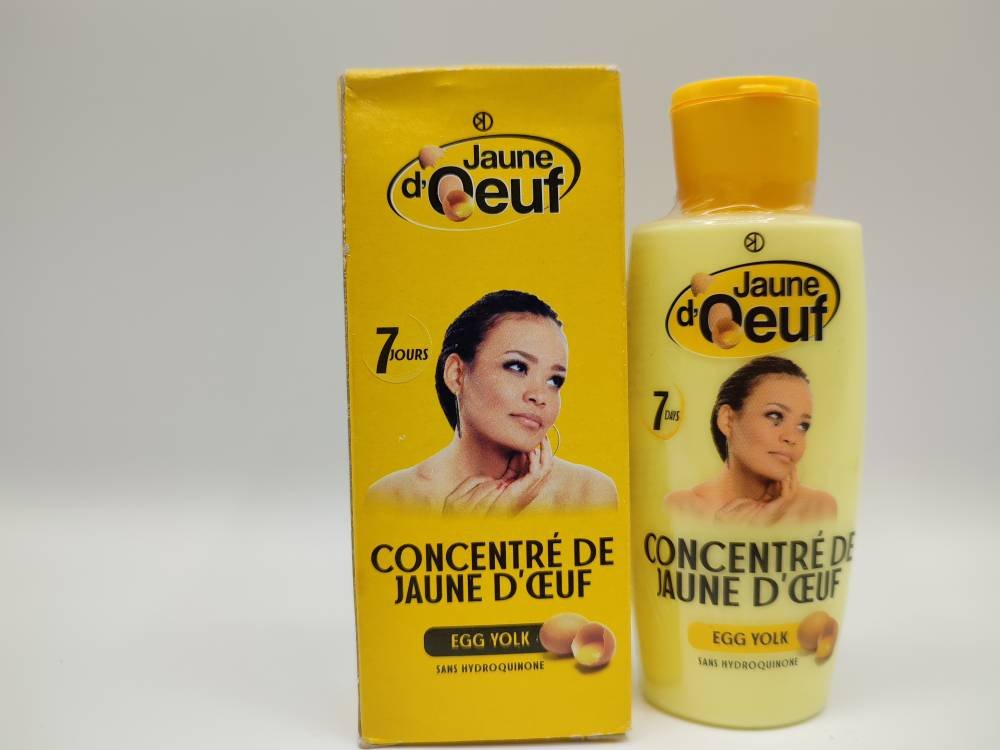 Jaune
d'Oeuf
7 JOURS
CONCENTRÉ DE
JAUNE D'ŒUF
EGG YOLK
SANS HYDROQUINONE
Jaune
d'Oeuf
7 DAYS
CONCENTRÉ DE
JAUNE D'ŒUF
EGG YOLK
SANS HYDROQUINONE